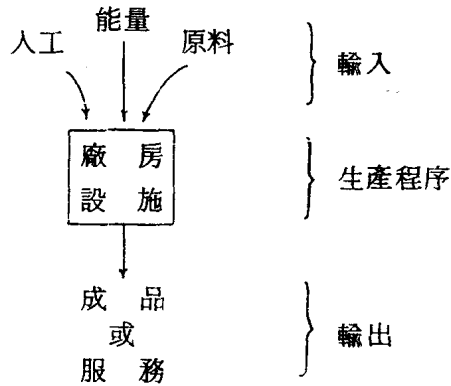 能量
人工
原料
輸入
廠房
設施
生產程序
成品
或
服務
輸出